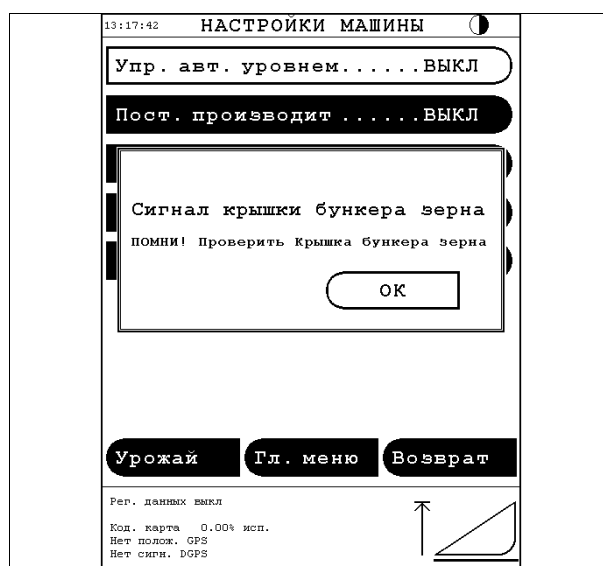 13:17:42 НАСТРОЙКИ МАШИНЫ
Упр. авт. уровнем......ВЫКЛ
Пост. производит ......ВЫКЛ
Сигнал крышки бункера зерна
ПОМНИ! Проверить Крышка бункера зерна
ОК
Урожай Гл. меню Возврат
Рег. данных выкл
Код. карта 0.00% исп.
Нет полож. GPS
Нет сигн. DGPS